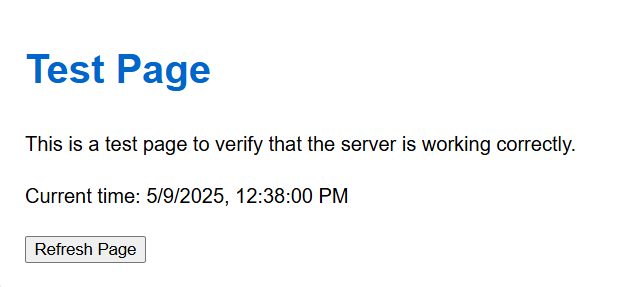 Test Page
This is a test page to verify that the server is working correctly.
Current time: 5/9/2025, 12:38:00 PM
Refresh Page